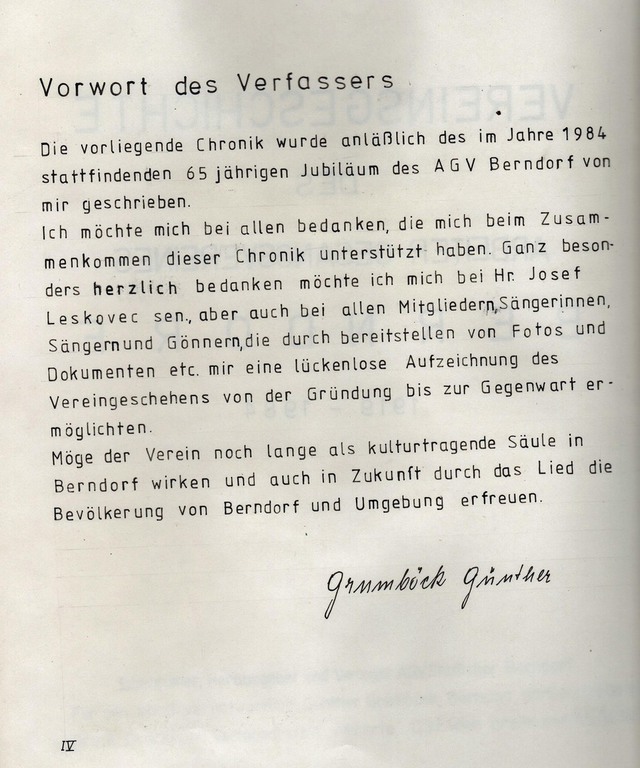 Vorwort des Verfassers
Die vorliegende Chronik wurde anläßlich des im Jahre 1984
stattfindenden 65 jährigen Jubiläum des AGV Berndorf von
mir geschrieben.
Ich möchte mich bei allen bedanken, die mich beim Zusam-
menkommen dieser Chronik unterstützt haben. Ganz beson-
ders herzlich bedanken möchte ich mich bei Hr. Josef
Leskovec sen., aber auch bei allen Mitgliedern,Sängerinnen,
Sängernund Gönnern,die durch bereitstellen von Fotos und
Dokumenten etc. mir eine lückenlose Aufzeichnung des
Vereingeschehens von der Gründung bis zur Gegenwart er-
möglichten.
Möge der Verein noch lange als kulturtragende Säule in
Berndorf wirken und auch in Zukunft durch das Lied die
Bevölkerung von Berndorf und Umgebung erfreuen.
Grumböck Günther
IV